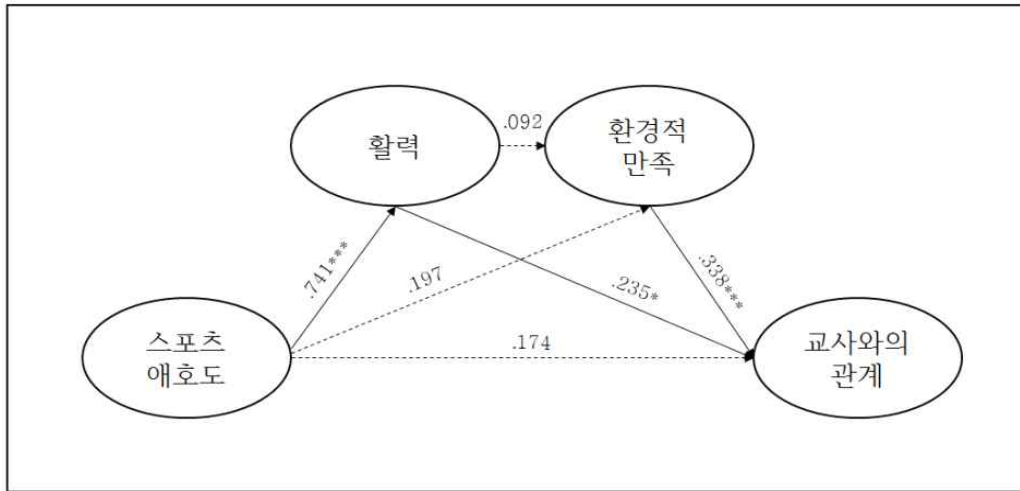 활력
.092
환경적
만족
.741***
.197
.235*
.338***
.174
스포츠
애호도
교사와의
관계